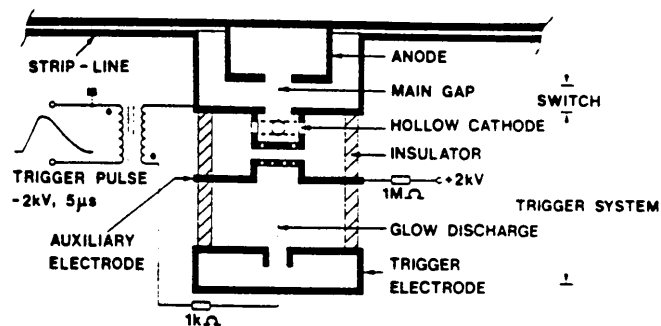 STRIP-LINE
ANODE
MAIN GAP
SWITCH
HOLLOW CATHODE
INSULATOR
TRIGGER PULSE
-2kV, 5μs
+2kV
1MΩ
TRIGGER SYSTEM
AUXILIARY
ELECTRODE
GLOW DISCHARGE
TRIGGER
ELECTRODE
1kΩ